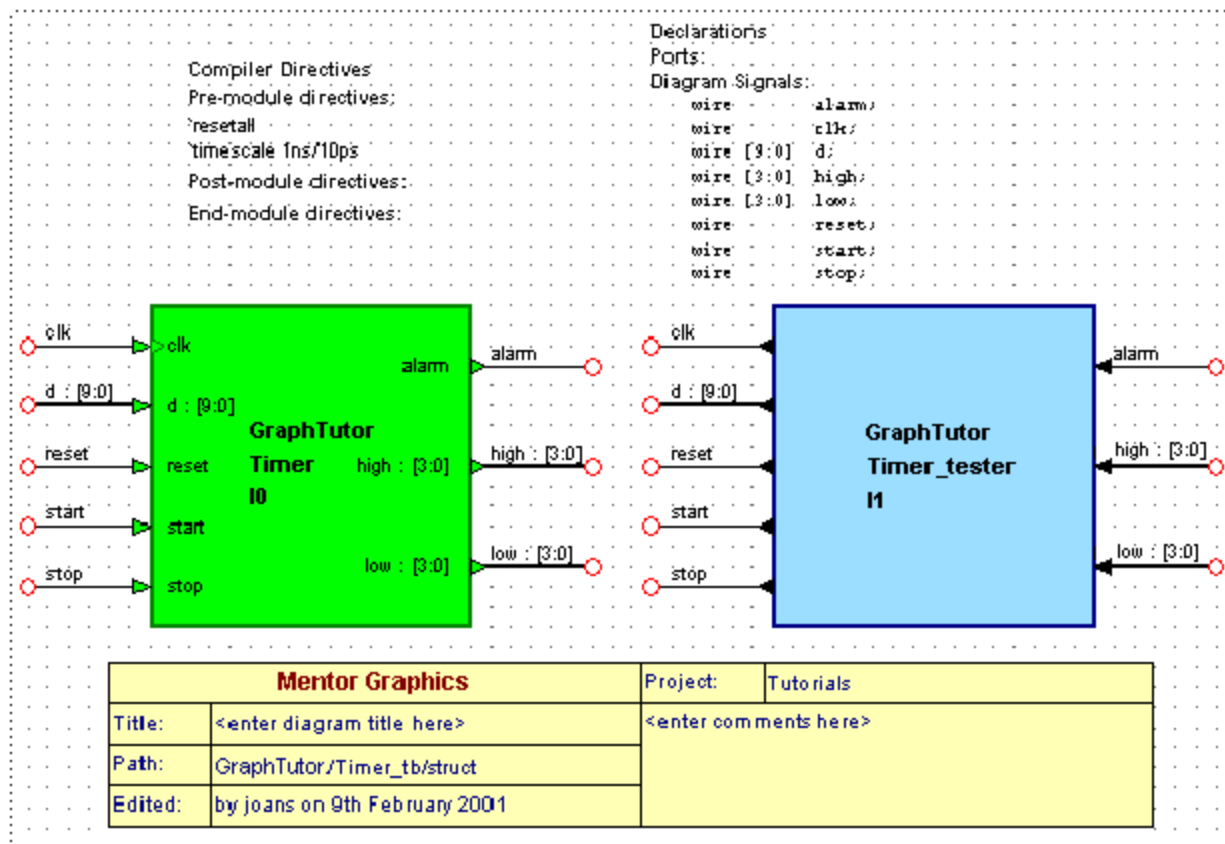 Compiler Directives
Pre-module directives:
`resetall
`timescale 1ns/10ps
Post-module directives:
End-module directives:
Declarations
Ports:
Diagram Signals:
wire alarm;
wire clk;
wire [9:0] d;
wire [3:0] high;
wire [3:0] low;
wire reset;
wire start;
wire stop;
clk
d : [9:0]
reset
start
stop
clk
d : [9:0]
reset
start
stop
GraphTutor
Timer
I0
alarm
high : [3:0]
low : [3:0]
alarm
high : [3:0]
low : [3:0]
clk
d : [9:0]
reset
start
stop
GraphTutor
Timer_tester
I1
alarm
high : [3:0]
low : [3:0]
Mentor Graphics
Project: Tutorials
Title: <enter diagram title here>
<enter comments here>
Path: GraphTutor/Timer_tb/struct
Edited: by joans on 9th February 2001